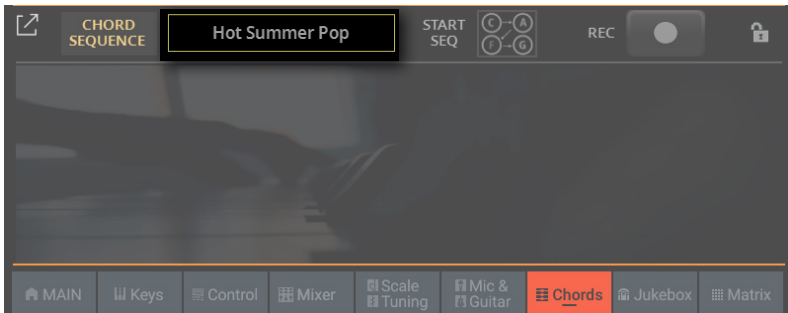 CHORD
SEQUENCE
Hot Summer Pop
START
SEQ
C
A
F
G
REC
MAIN
Keys
Control
Mixer
Scale
Tuning
Mic &
Guitar
Chords
Jukebox
Matrix